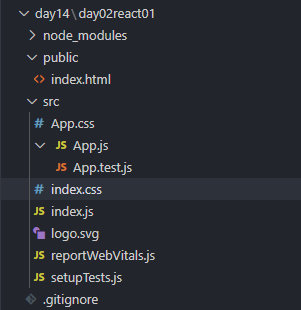 day14\day02react01
node_modules
public
<> index.html
src
# App.css
JS App.js
JS App.test.js
# index.css
JS index.js
logo.svg
JS reportWebVitals.js
JS setupTests.js
.gitignore